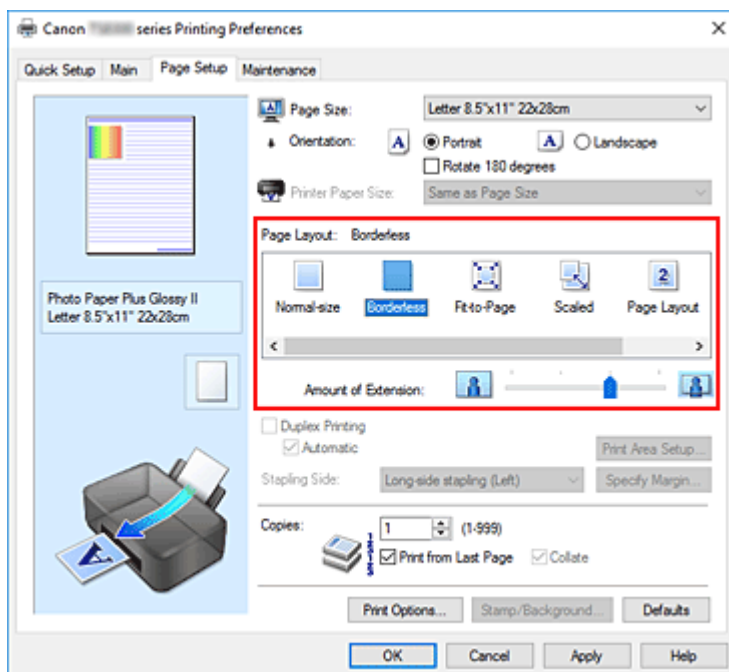 Canon series Printing Preferences
Quick Setup Main Page Setup Maintenance
Page Size: Letter 8.5"x11" 22x28cm
Orientation: A Portrait A Landscape
Rotate 180 degrees
Printer Paper Size: Same as Page Size
Page Layout: Borderless
Normal-size Borderless Fit-to-Page Scaled 2 Page Layout
Amount of Extension:
Photo Paper Plus Glossy II
Letter 8.5"x11" 22x28cm
Duplex Printing
Automatic Print Area Setup...
Stapling Side: Long-side stapling (Left) Specify Margin...
Copies: 1 (1-999)
Print from Last Page Collate
Print Options... Stamp/Background... Defaults
OK Cancel Apply Help